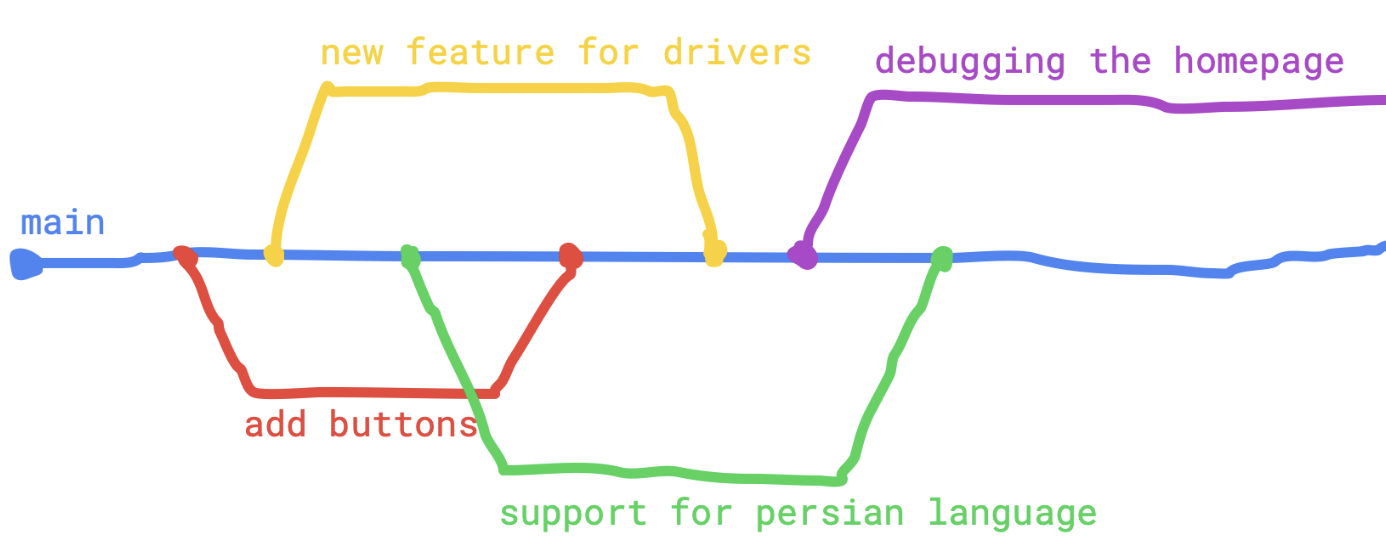 new feature for drivers
debugging the homepage
main
add buttons
support for persian language